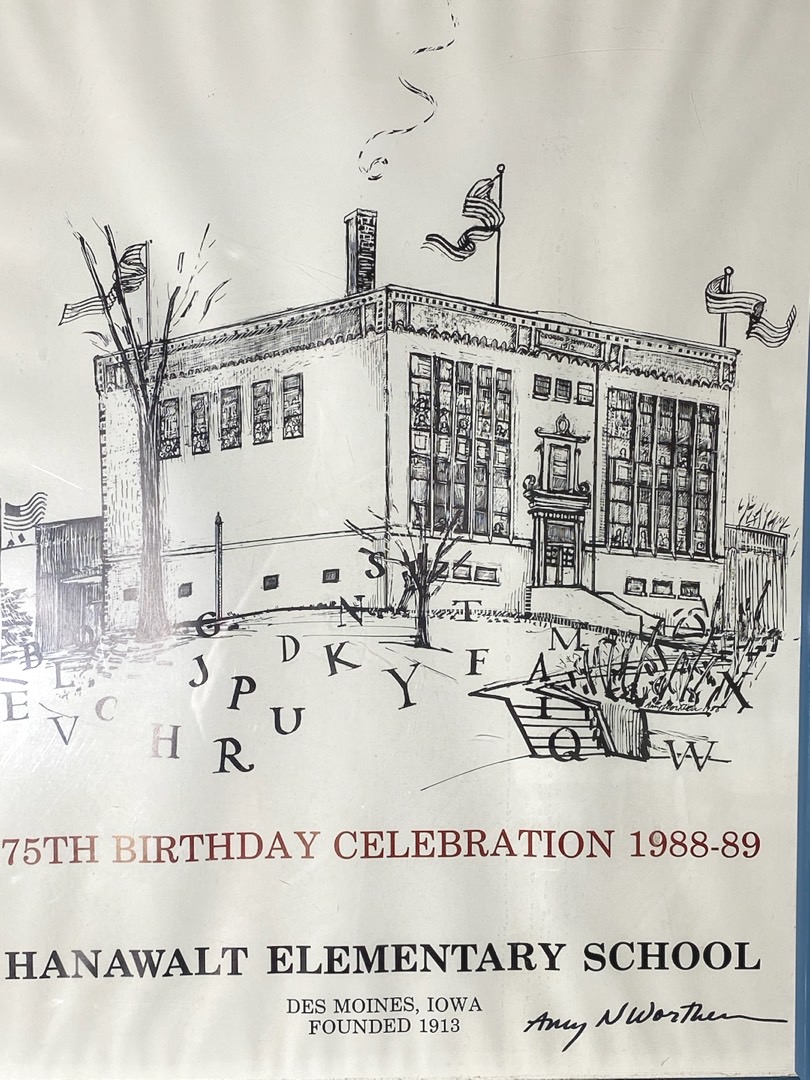 S
G N T
B D K F M
L J A X
E P Y I
V C U
H R Q W
75TH BIRTHDAY CELEBRATION 1988-89
HANAWALT ELEMENTARY SCHOOL
DES MOINES, IOWA
FOUNDED 1913
Amy N Worthen